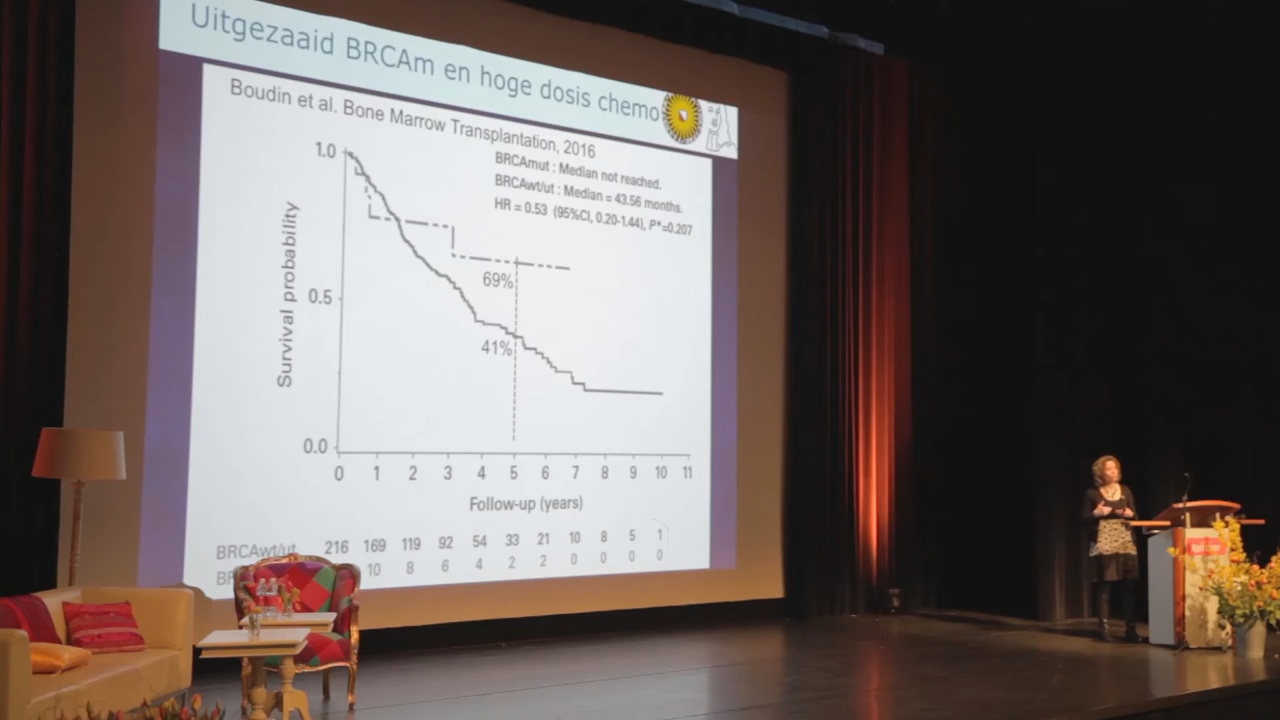 Uitgezaaid BRCAm en hoge dosis chemo
Boudin et al. Bone Marrow Transplantation, 2016
BRCAmut : Median not reached.
BRCAwt/ut : Median = 43.56 months.
HR = 0.53 (95%CI, 0.20-1.44), P*=0.207
Survival probability
1.0
0.5
0.0
69%
41%
0 1 2 3 4 5 6 7 8 9 10 11
Follow-up (years)
BRCAwt/ut 216 169 119 92 54 33 21 10 8 5 1
10 8 6 4 2 2 0 0 0 0